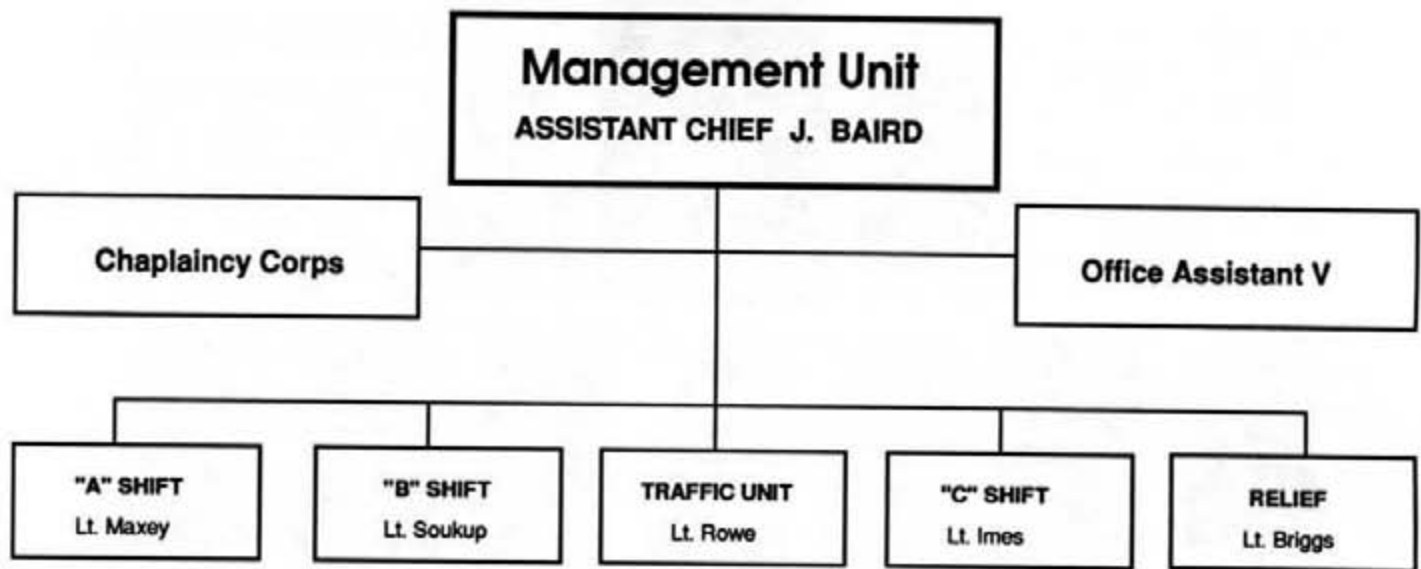 Management Unit
ASSISTANT CHIEF J. BAIRD
Chaplaincy Corps
Office Assistant V
"A" SHIFT
Lt. Maxey
"B" SHIFT
Lt. Soukup
TRAFFIC UNIT
Lt. Rowe
"C" SHIFT
Lt. Imes
RELIEF
Lt. Briggs